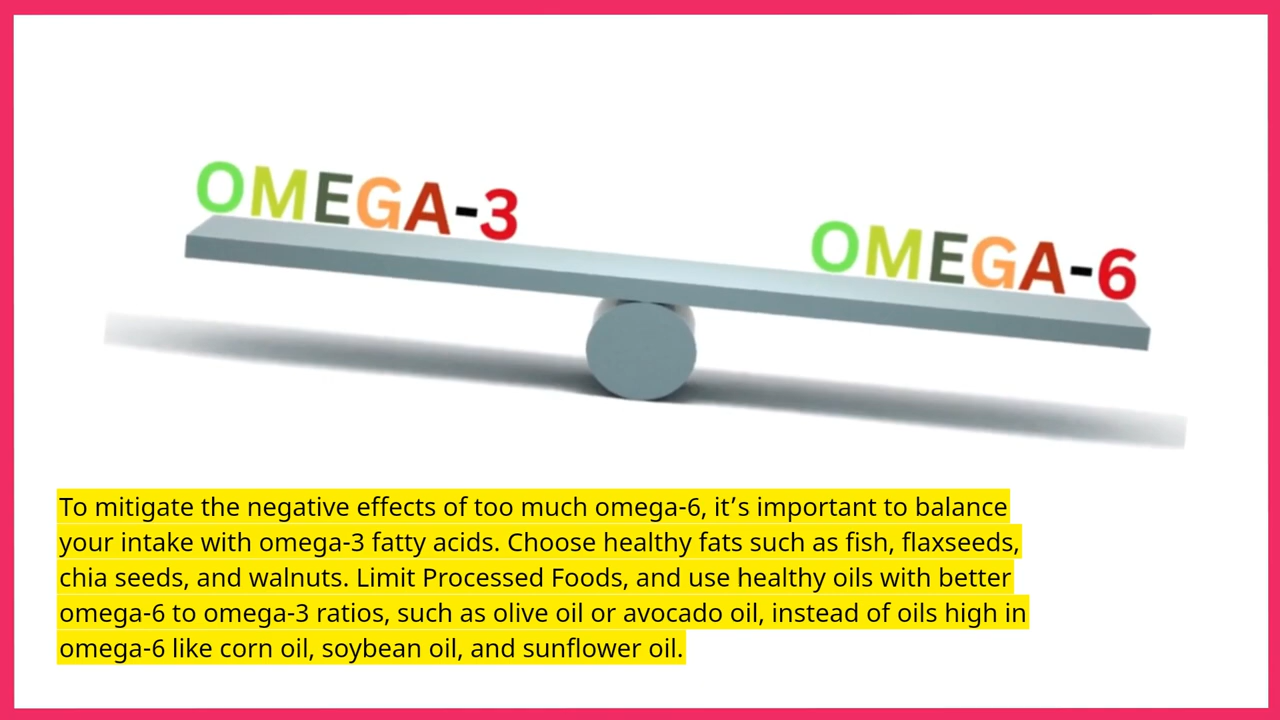 OMEGA-3
OMEGA-6
To mitigate the negative effects of too much omega-6, it’s important to balance
your intake with omega-3 fatty acids. Choose healthy fats such as fish, flaxseeds,
chia seeds, and walnuts. Limit Processed Foods, and use healthy oils with better
omega-6 to omega-3 ratios, such as olive oil or avocado oil, instead of oils high in
omega-6 like corn oil, soybean oil, and sunflower oil.